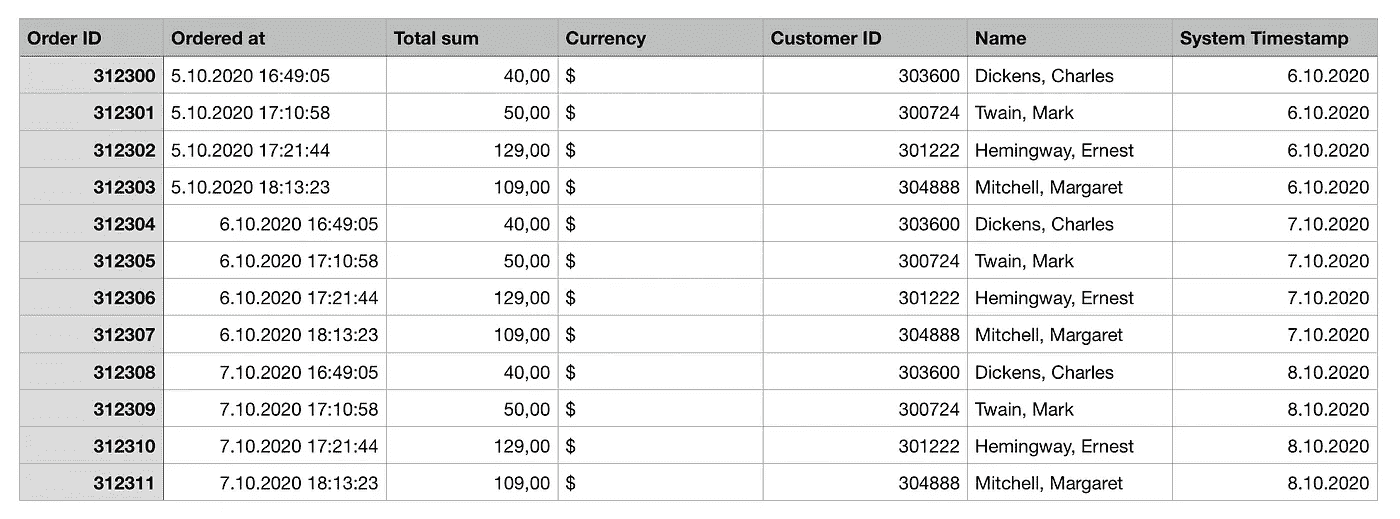 Order ID Ordered at Total sum Currency Customer ID Name System Timestamp
312300 5.10.2020 16:49:05 40,00 $ 303600 Dickens, Charles 6.10.2020
312301 5.10.2020 17:10:58 50,00 $ 300724 Twain, Mark 6.10.2020
312302 5.10.2020 17:21:44 129,00 $ 301222 Hemingway, Ernest 6.10.2020
312303 5.10.2020 18:13:23 109,00 $ 304888 Mitchell, Margaret 6.10.2020
312304 6.10.2020 16:49:05 40,00 $ 303600 Dickens, Charles 7.10.2020
312305 6.10.2020 17:10:58 50,00 $ 300724 Twain, Mark 7.10.2020
312306 6.10.2020 17:21:44 129,00 $ 301222 Hemingway, Ernest 7.10.2020
312307 6.10.2020 18:13:23 109,00 $ 304888 Mitchell, Margaret 7.10.2020
312308 7.10.2020 16:49:05 40,00 $ 303600 Dickens, Charles 8.10.2020
312309 7.10.2020 17:10:58 50,00 $ 300724 Twain, Mark 8.10.2020
312310 7.10.2020 17:21:44 129,00 $ 301222 Hemingway, Ernest 8.10.2020
312311 7.10.2020 18:13:23 109,00 $ 304888 Mitchell, Margaret 8.10.2020